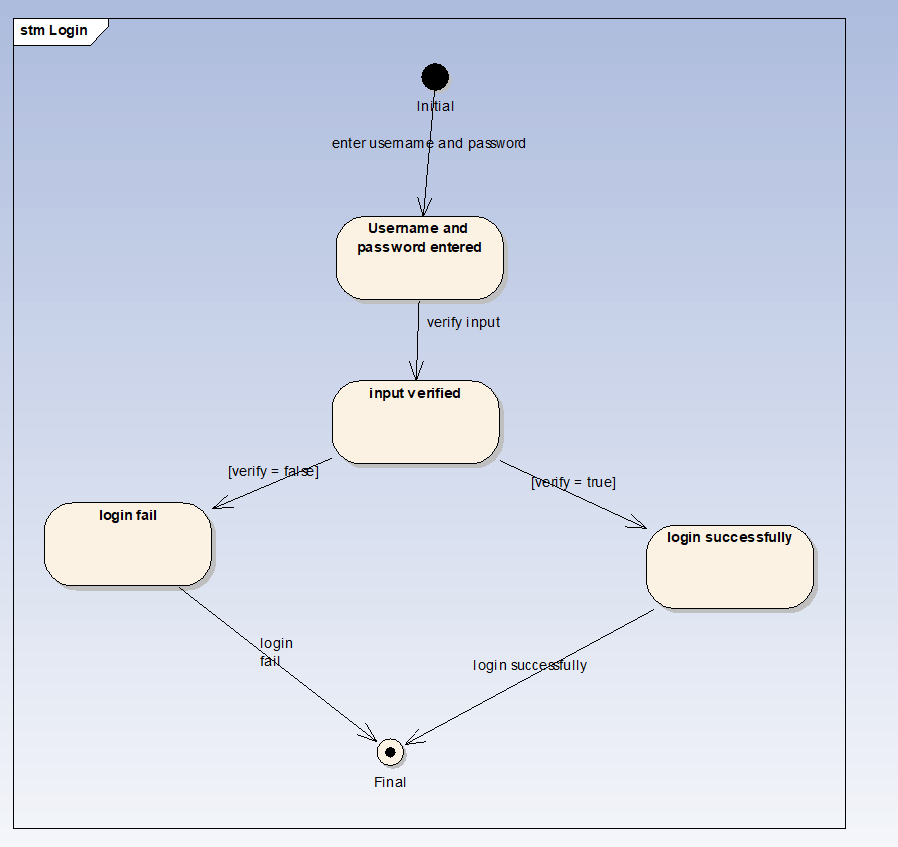 stm Login
Initial
enter username and password
Username and
password entered
verify input
input verified
[verify = false]
[verify = true]
login fail
login successfully
login
fail
login successfully
Final